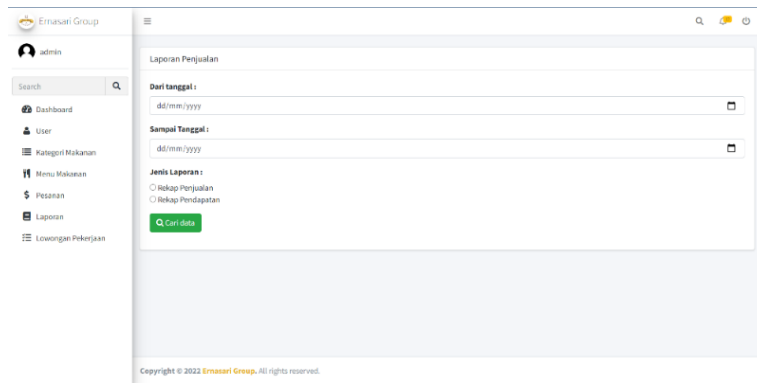 Ernasari Group
admin
Search
Dashboard
User
Kategori Makanan
Menu Makanan
Pesanan
Laporan
Lowongan Pekerjaan
Laporan Penjualan
Dari tanggal :
dd/mm/yyyy
Sampai Tanggal :
dd/mm/yyyy
Jenis Laporan :
Rekap Penjualan
Rekap Pendapatan
Cari data
Copyright © 2022 Ernasari Group. All rights reserved.